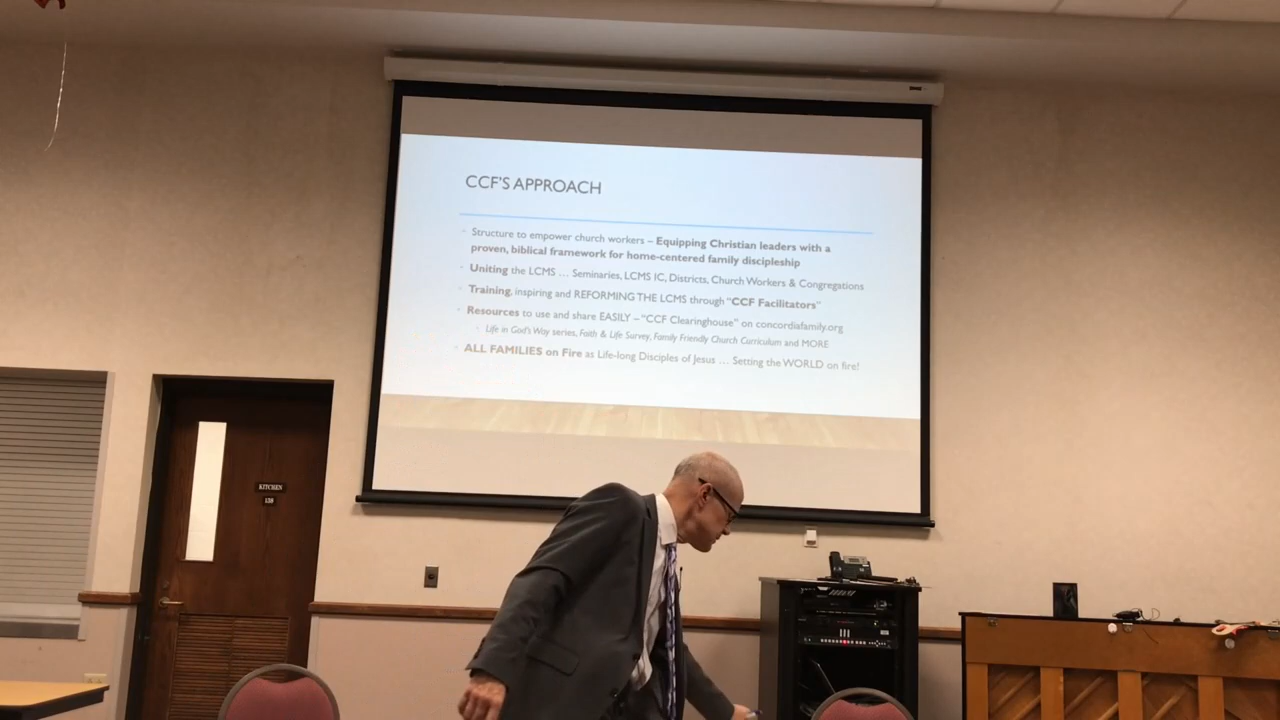 CCF'S APPROACH
Structure to empower church workers – Equipping Christian leaders with a
proven, biblical framework for home-centered family discipleship
Uniting the LCMS … Seminaries, LCMS IC, Districts, Church Workers & Congregations
Training, inspiring and REFORMING THE LCMS through "CCF Facilitators"
Resources to use and share EASILY – "CCF Clearinghouse" on concordiafamily.org
Life in God's Way series, Faith & Life Survey, Family Friendly Church Curriculum and MORE
ALL FAMILIES on Fire as Life-long Disciples of Jesus … Setting the WORLD on fire!
KITCHEN
138